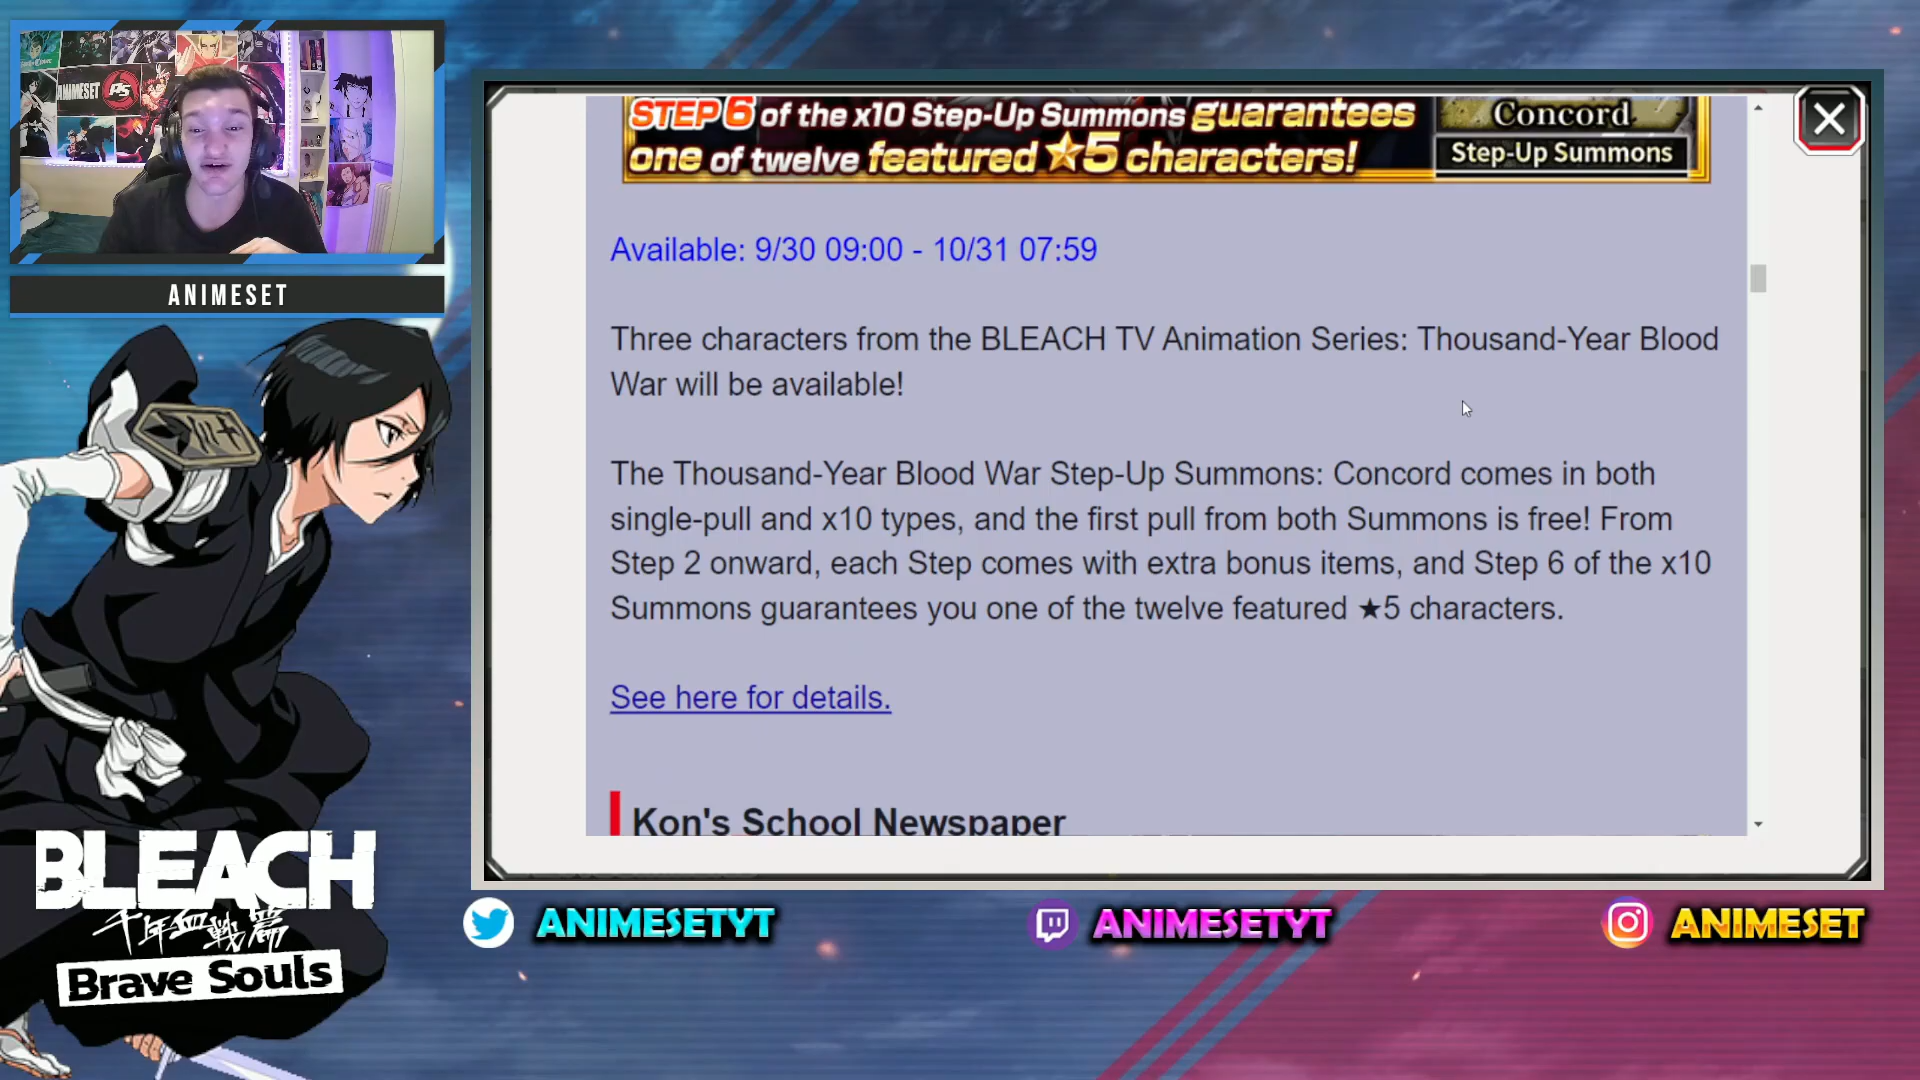 ANIMESET
STEP6 of the x10 Step-Up Summons guarantees
one of twelve featured ★5 characters!
Concord
Step-Up Summons
Available: 9/30 09:00 - 10/31 07:59
Three characters from the BLEACH TV Animation Series: Thousand-Year Blood
War will be available!
The Thousand-Year Blood War Step-Up Summons: Concord comes in both
single-pull and x10 types, and the first pull from both Summons is free! From
Step 2 onward, each Step comes with extra bonus items, and Step 6 of the x10
Summons guarantees you one of the twelve featured ★5 characters.
See here for details.
Kon's School Newspaper
ANIMESET
BLEACH
千年血戦篇
Brave Souls
ANIMESETYT
ANIMESETYT
ANIMESET